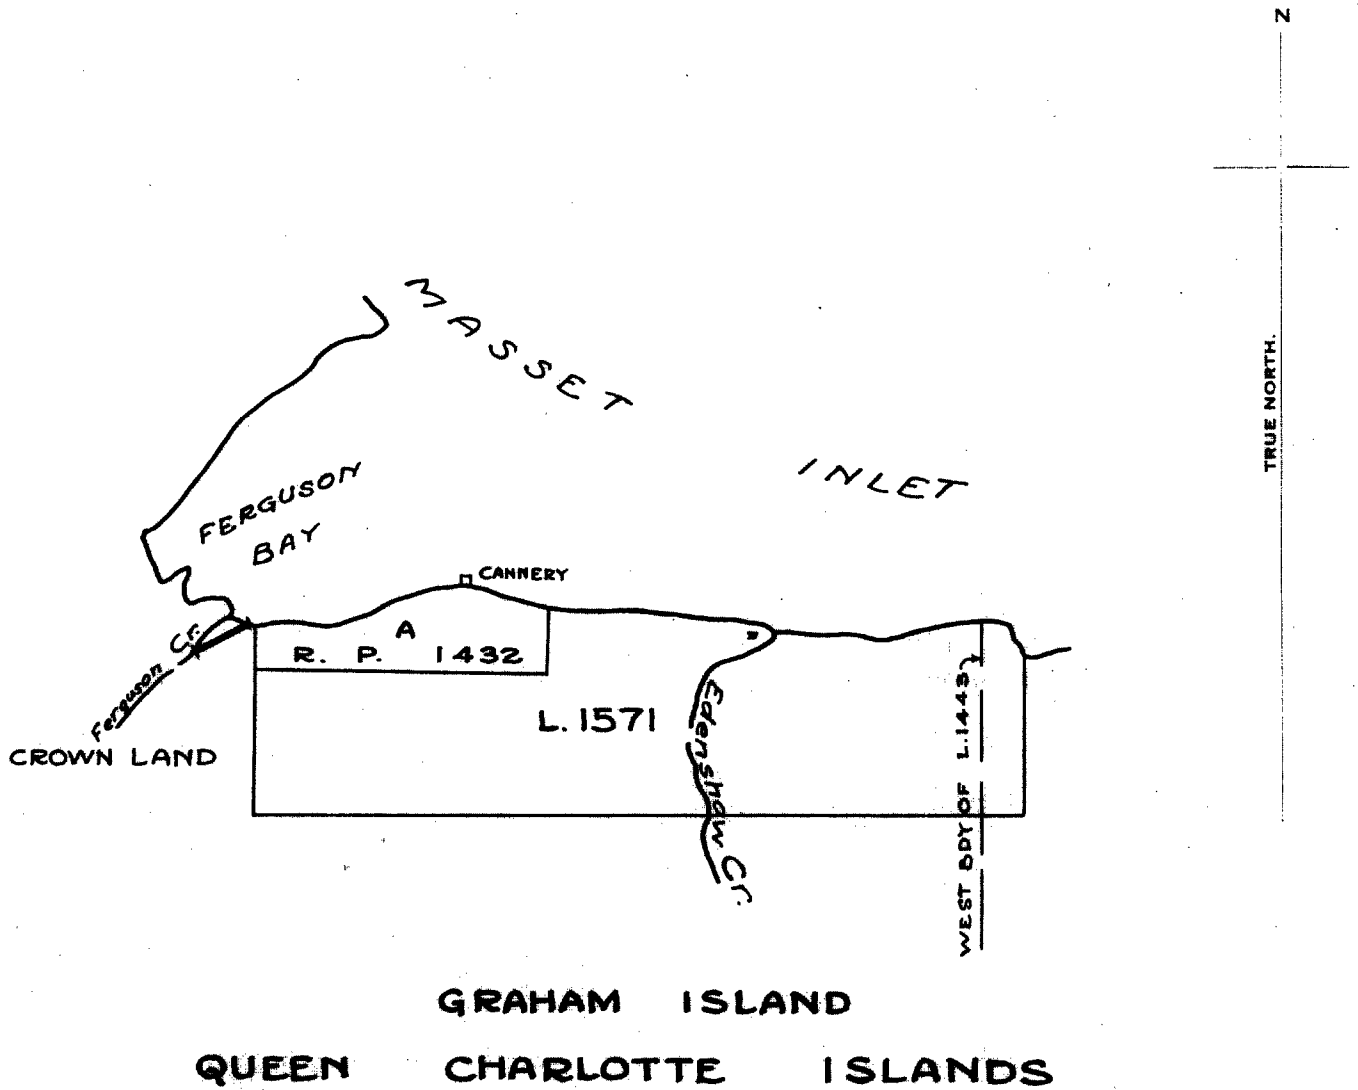 N
TRUE NORTH.
MASSET
INLET
FERGUSON
BAY
CANNERY
A
R. P. 1432
Ferguson Cr.
CROWN LAND
L. 1571
Edenshaw Cr.
WEST BDY OF L.1443
GRAHAM ISLAND
QUEEN CHARLOTTE ISLANDS